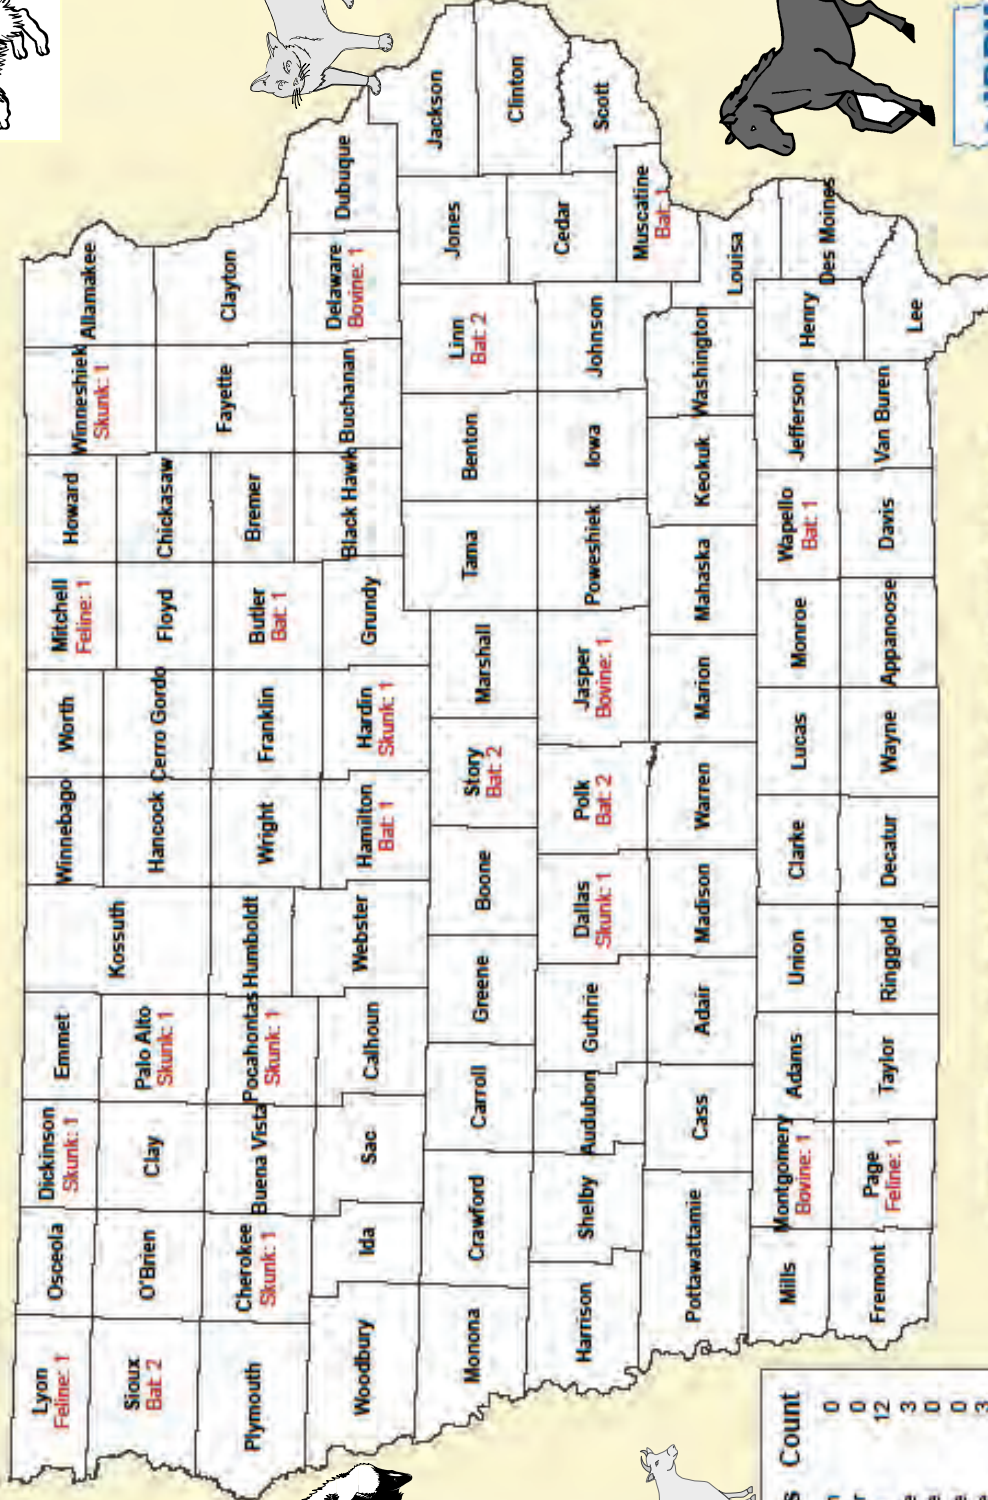 Lyon
Feline: 1
Osceola
Dickinson
Skunk: 1
Emmet
Kossuth
Winnebago
Worth
Mitchell
Feline: 1
Howard
Winneshiek
Skunk: 1
Allamakee
Sioux
Bat: 2
O'Brien
Clay
Palo Alto
Skunk: 1
Hancock
Cerro Gordo
Floyd
Chickasaw
Fayette
Clayton
Plymouth
Cherokee
Skunk: 1
Buena Vista
Pocahontas
Skunk: 1
Humboldt
Wright
Franklin
Butler
Bat: 1
Bremer
Woodbury
Ida
Sac
Calhoun
Webster
Hamilton
Bat: 1
Hardin
Skunk: 1
Grundy
Black Hawk
Buchanan
Delaware
Bovine: 1
Dubuque
Monona
Crawford
Carroll
Greene
Boone
Story
Bat: 2
Marshall
Tama
Benton
Linn
Bat: 2
Jones
Jackson
Harrison
Shelby
Audubon
Guthrie
Dallas
Skunk: 1
Polk
Bat: 2
Jasper
Bovine: 1
Poweshiek
Iowa
Johnson
Cedar
Clinton
Scott
Muscatine
Bat: 1
Pottawattamie
Cass
Adair
Madison
Warren
Marion
Mahaska
Keokuk
Washington
Louisa
Mills
Montgomery
Bovine: 1
Adams
Union
Clarke
Lucas
Monroe
Wapello
Bat: 1
Jefferson
Henry
Des Moines
Fremont
Page
Feline: 1
Taylor
Ringgold
Decatur
Wayne
Appanoose
Davis
Van Buren
Lee
s Count
n 0
r 0
12
e 3
e 0
e 0
e 3